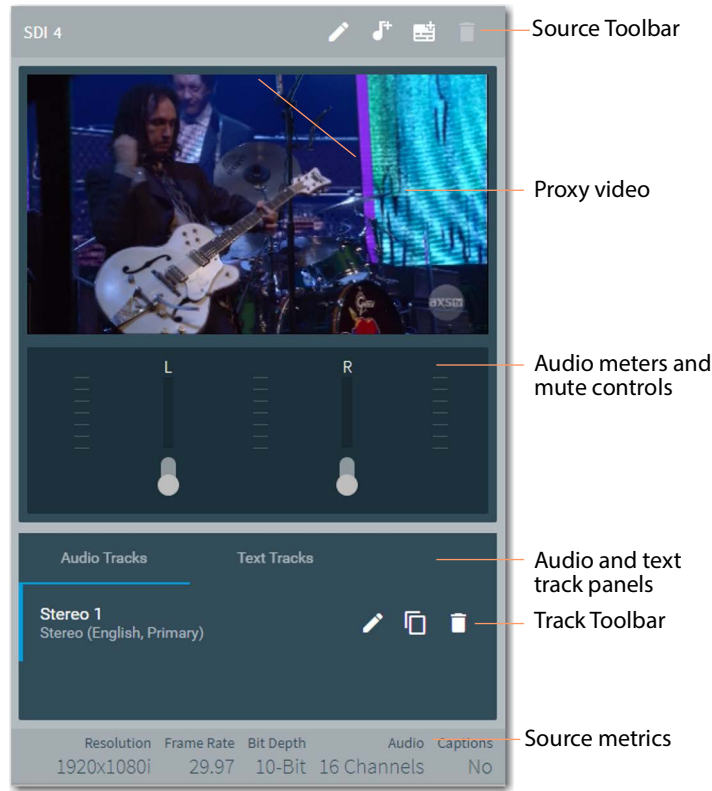 SDI 4
Source Toolbar
Proxy video
axstv
L
R
Audio meters and
mute controls
Audio Tracks
Text Tracks
Audio and text
track panels
Stereo 1
Stereo (English, Primary)
Track Toolbar
Source metrics
Resolution Frame Rate Bit Depth Audio Captions
1920x1080i 29.97 10-Bit 16 Channels No